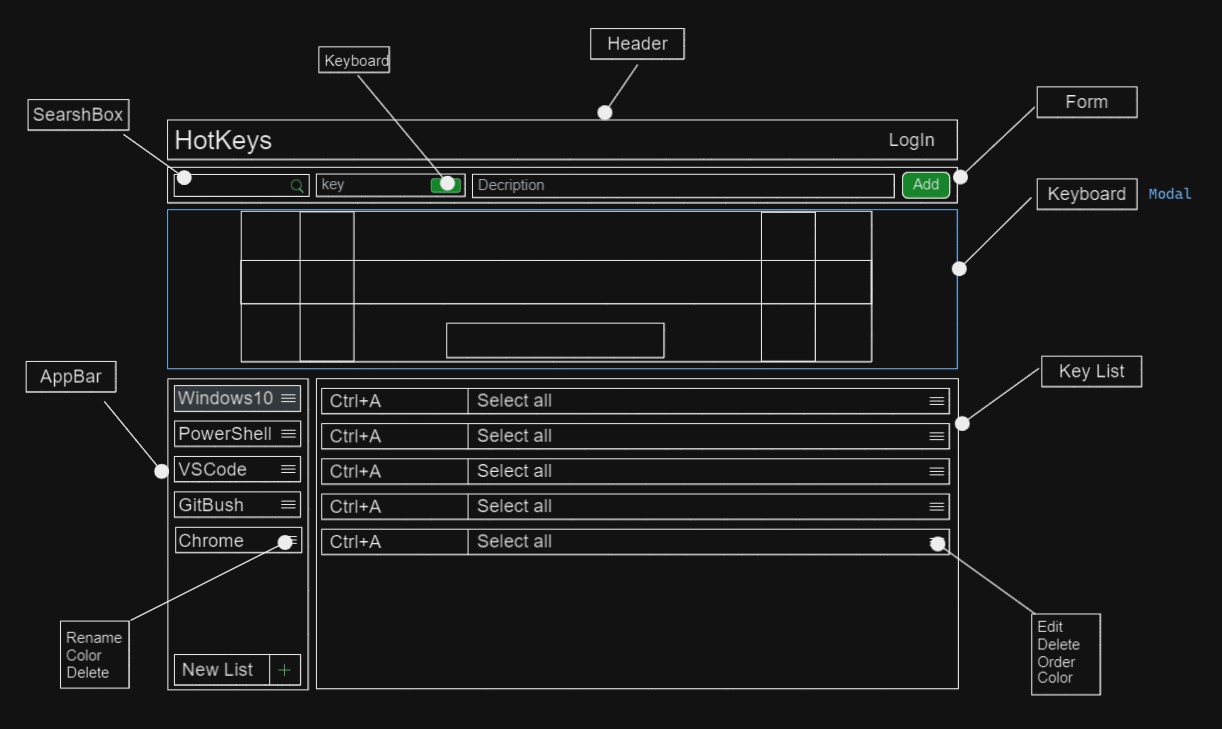 Header
Keyboard
SearshBox
Form
HotKeys
LogIn
key
Decription
Add
Keyboard
Modal
AppBar
Key List
Windows10
PowerShell
VSCode
GitBush
Chrome
Ctrl+A Select all
Ctrl+A Select all
Ctrl+A Select all
Ctrl+A Select all
Ctrl+A Select all
Rename
Color
Delete
New List +
Edit
Delete
Order
Color